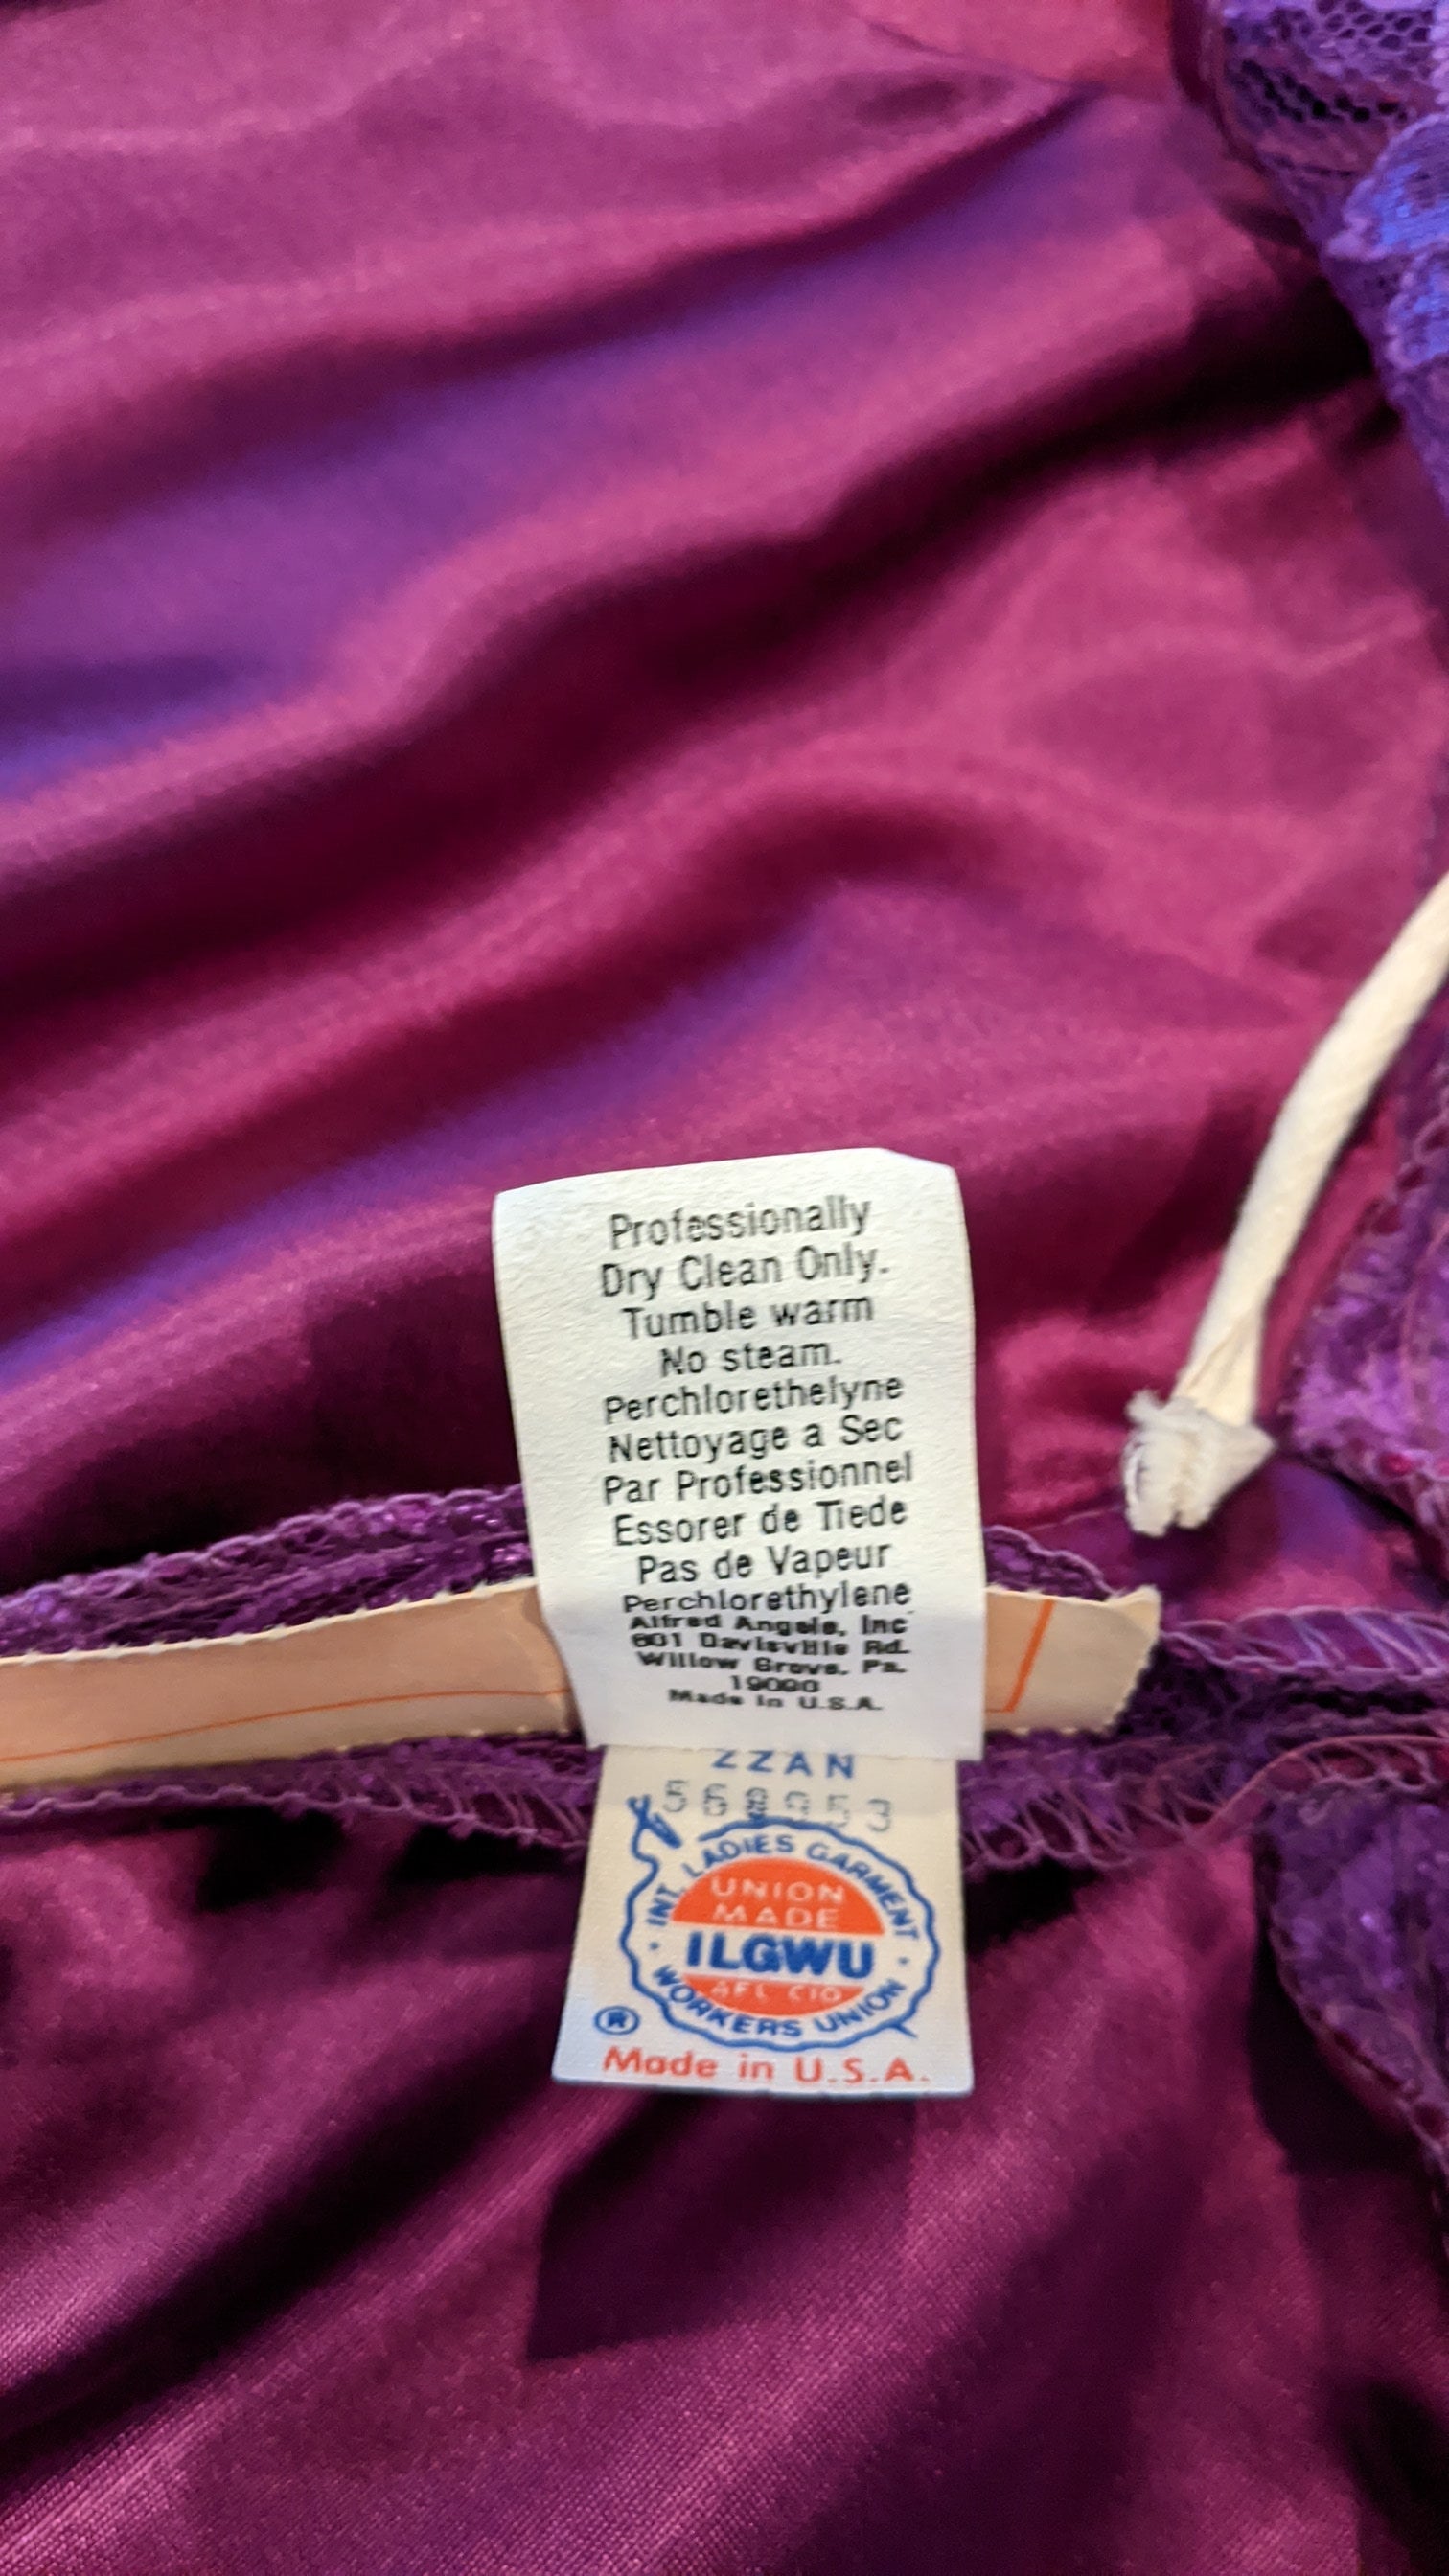 Professionally
Dry Clean Only.
Tumble warm
No steam.
Perchlorethelyne
Nettoyage a Sec
Par Professionnel
Essorer de Tiede
Pas de Vapeur
Perchlorethylene
Alfred Angelo, Inc
601 Davisville Rd.
Willow Grove, Pa.
19090
Made in U.S.A.
ZZAN
INT. LADIES GARMENT
UNION
MADE
ILGWU
AFL CIO
WORKERS UNION
®
Made in U.S.A.